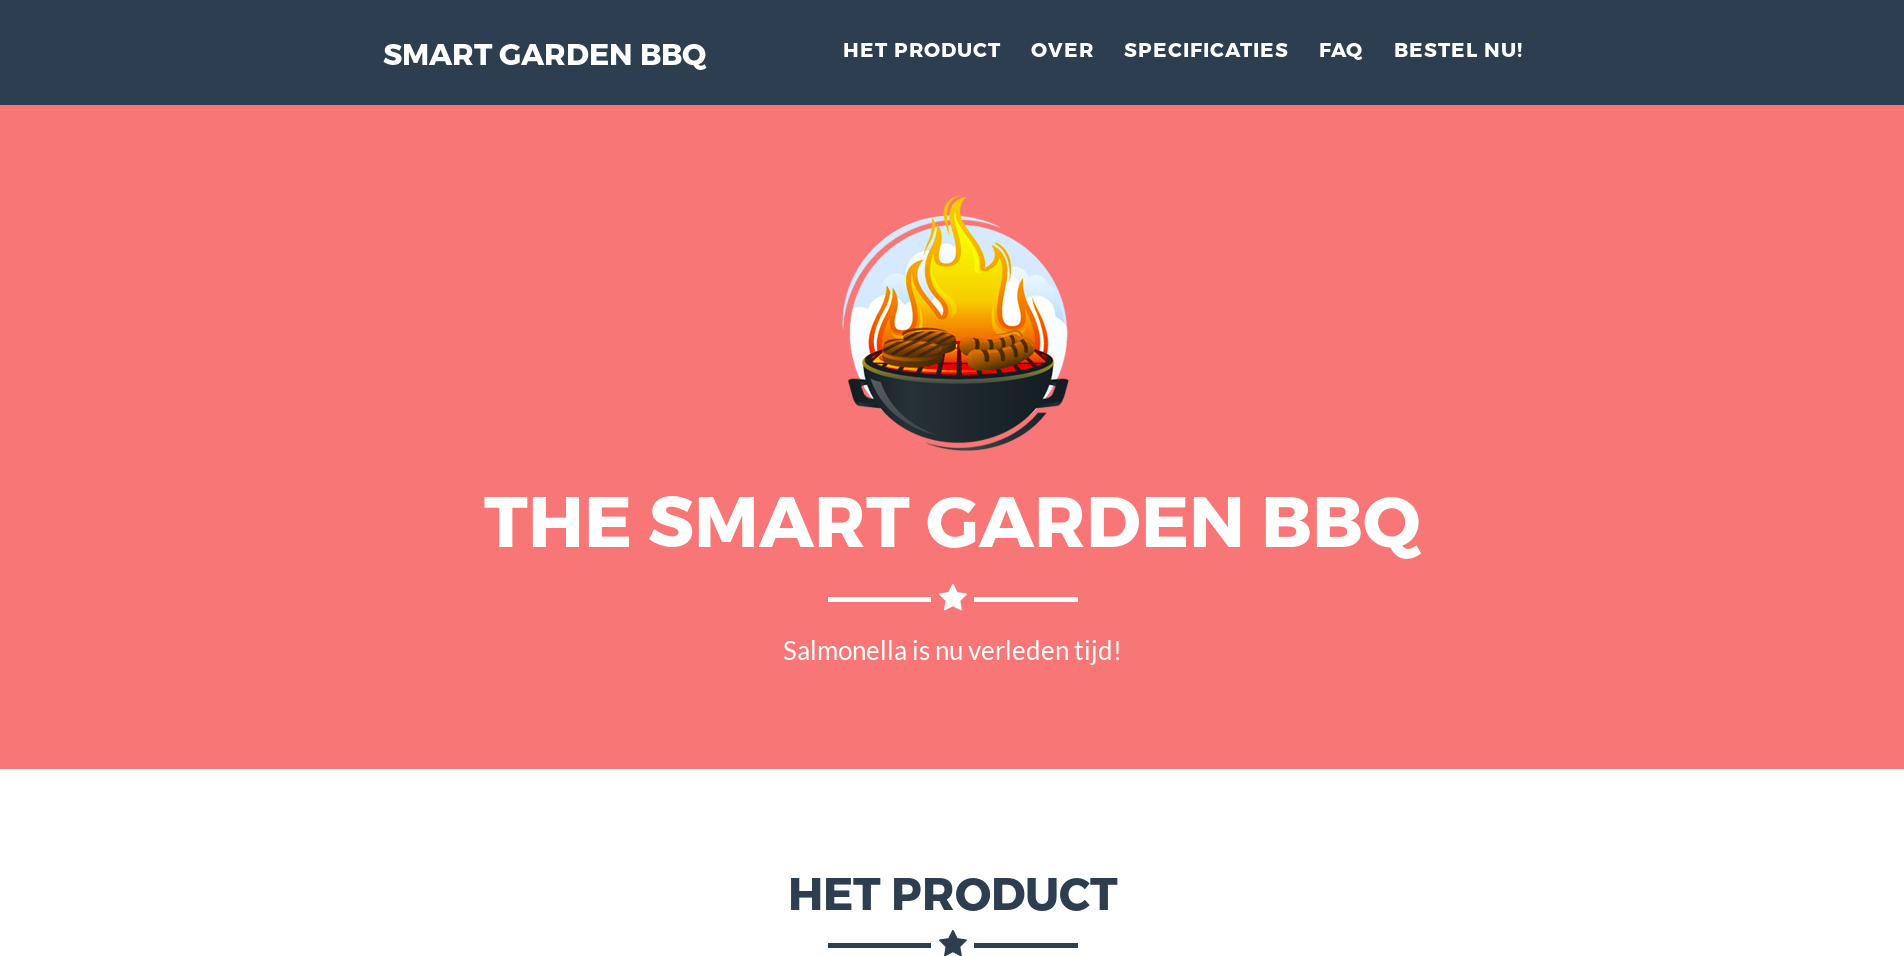 SMART GARDEN BBQ
HET PRODUCT OVER SPECIFICATIES FAQ BESTEL NU!
THE SMART GARDEN BBQ
Salmonella is nu verleden tijd!
HET PRODUCT